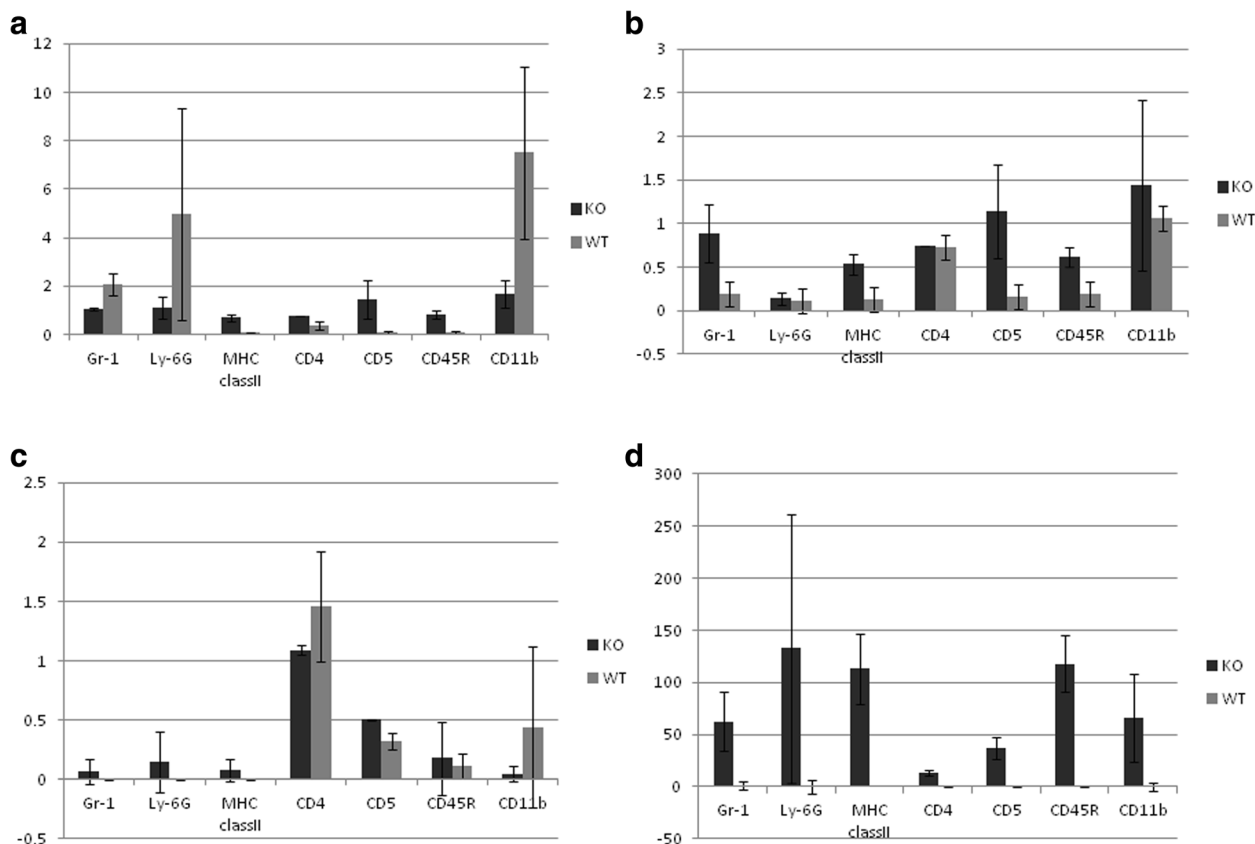 a
12
10
8
6
4
2
0
Gr-1 Ly-6G MHC CD4 CD5 CD45R CD11b
classII
KO
WT
b
3
2.5
2
1.5
1
0.5
0
-0.5
Gr-1 Ly-6G MHC CD4 CD5 CD45R CD11b
classII
KO
WT
c
2.5
2
1.5
1
0.5
0
-0.5
Gr-1 Ly-6G MHC CD4 CD5 CD45R CD11b
classII
KO
WT
d
300
250
200
150
100
50
0
-50
Gr-1 Ly-6G MHC CD4 CD5 CD45R CD11b
classII
KO
WT